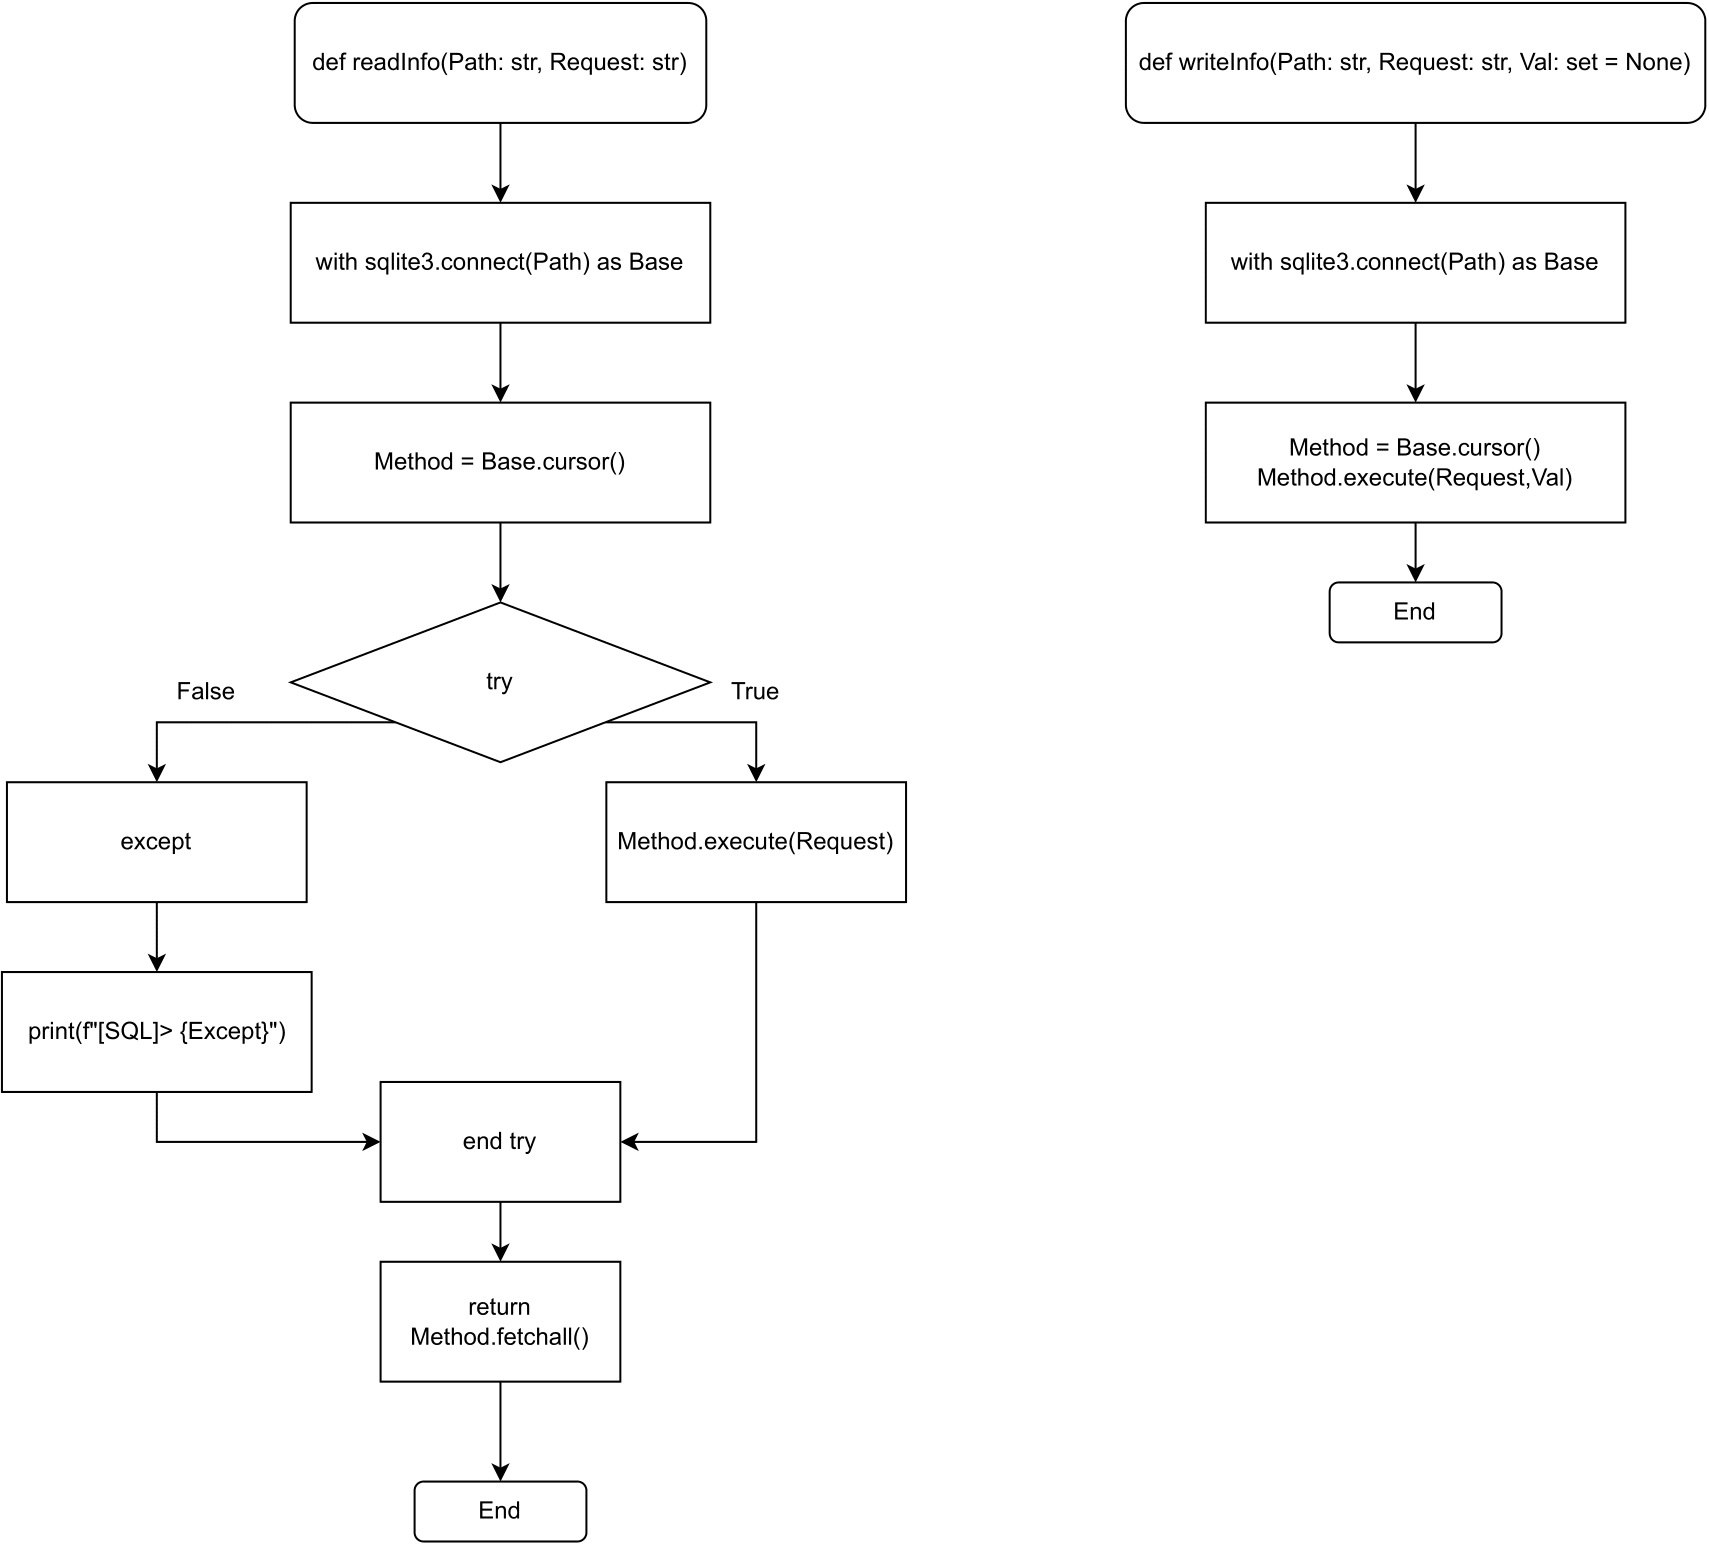 def readInfo(Path: str, Request: str)
with sqlite3.connect(Path) as Base
Method = Base.cursor()
try
False
True
except
Method.execute(Request)
print(f"[SQL]> {Except}")
end try
return
Method.fetchall()
End
def writeInfo(Path: str, Request: str, Val: set = None)
with sqlite3.connect(Path) as Base
Method = Base.cursor()
Method.execute(Request,Val)
End